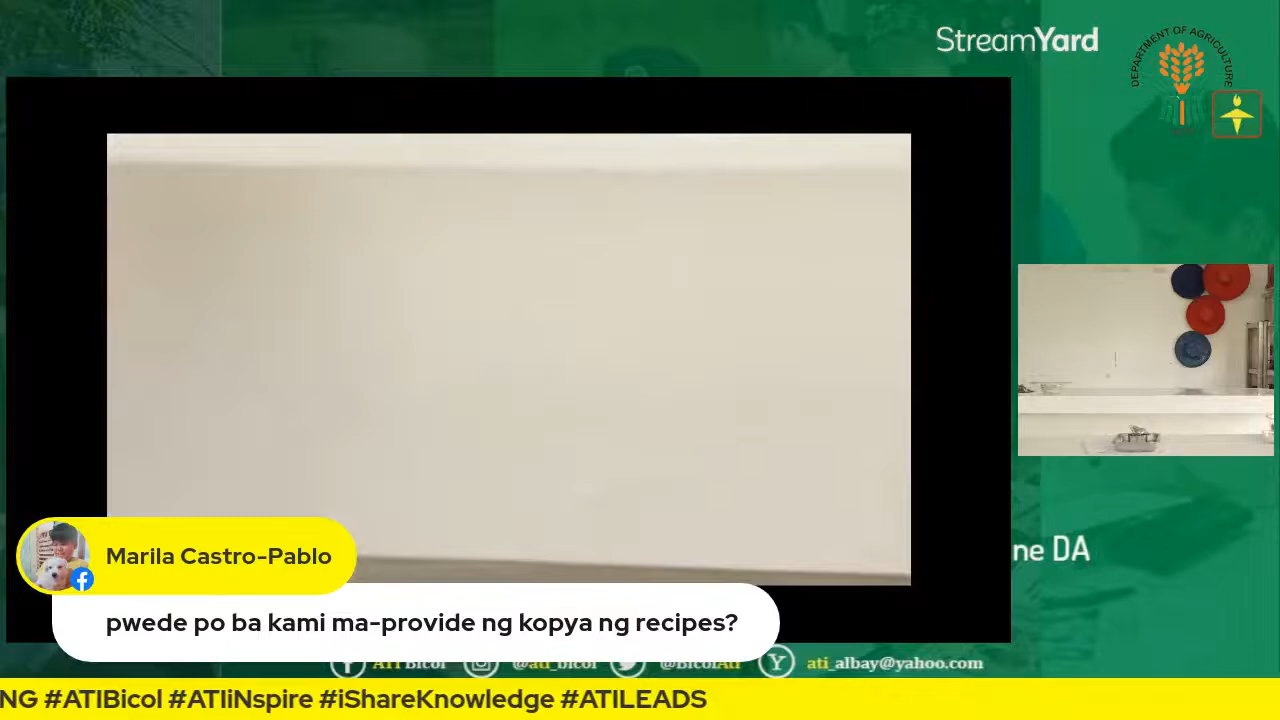 StreamYard
DEPARTMENT OF AGRICULTURE
ne DA
Marila Castro-Pablo
pwede po ba kami ma-provide ng kopya ng recipes?
ATI Bicol @ati_bicol @BicolAti ati_albay@yahoo.com
NG #ATIBicol #ATIiNspire #iShareKnowledge #ATILEADS